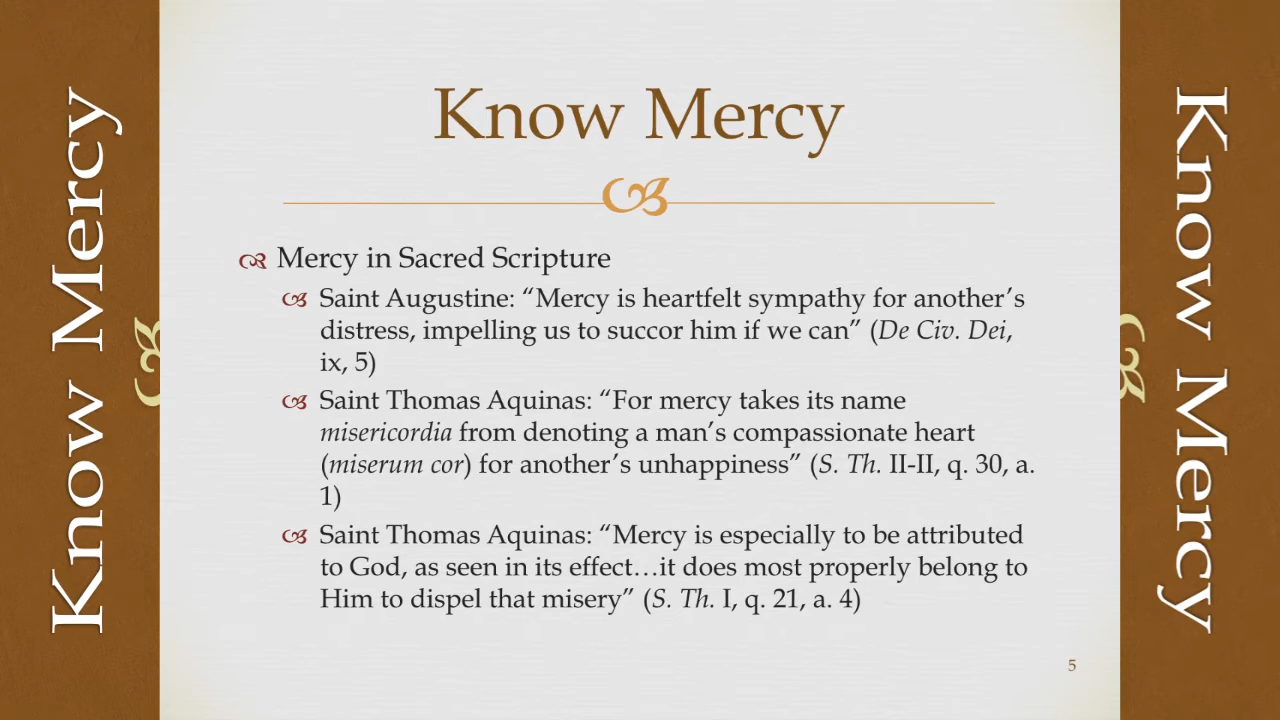 Know Mercy
Know Mercy
Mercy in Sacred Scripture
Saint Augustine: “Mercy is heartfelt sympathy for another’s
distress, impelling us to succor him if we can” (De Civ. Dei,
ix, 5)
Saint Thomas Aquinas: “For mercy takes its name
misericordia from denoting a man’s compassionate heart
(miserum cor) for another’s unhappiness” (S. Th. II-II, q. 30, a.
1)
Saint Thomas Aquinas: “Mercy is especially to be attributed
to God, as seen in its effect…it does most properly belong to
Him to dispel that misery” (S. Th. I, q. 21, a. 4)
5
Know Mercy